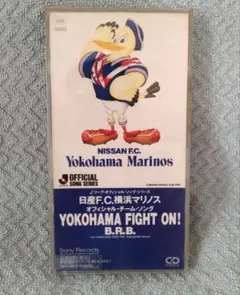 NISSAN F.C.
Yokohama Marinos
J OFFICIAL
SONG SERIES
Jリーグ・オフィシャル・ソング・シリーズ
日産F.C.横浜マリノス
オフィシャル・チーム・ソング
YOKOHAMA FIGHT ON!
B.R.B.
Sony Records
CD